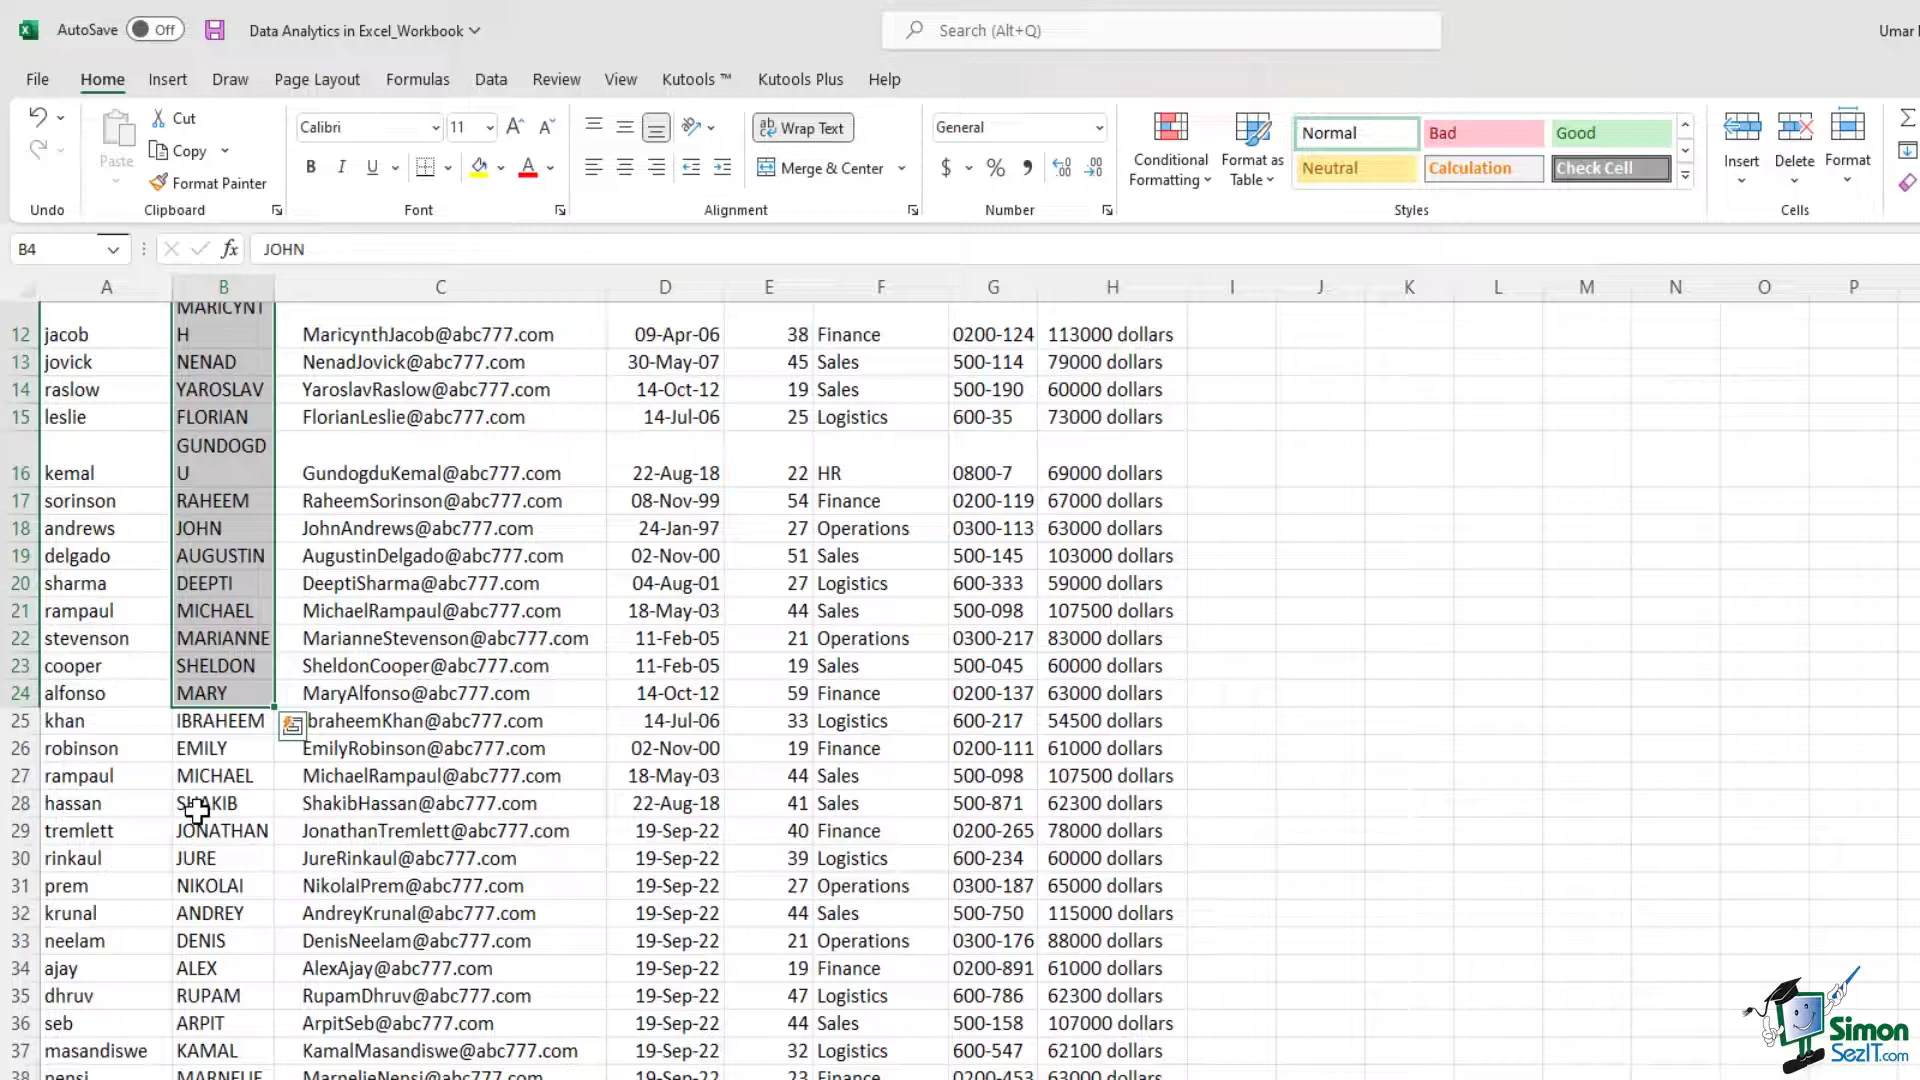 AutoSave Off Data Analytics in Excel_Workbook Search (Alt+Q) Umar
File Home Insert Draw Page Layout Formulas Data Review View Kutools ™ Kutools Plus Help
Cut Calibri 11 Wrap Text General Normal Bad Good
Paste Copy Conditional Formatting Format as Table Insert Delete Format
Format Painter B I U Merge & Center $ % Neutral Calculation Check Cell
Undo Clipboard Font Alignment Number Styles Cells
B4 fx JOHN
A B C D E F G H I J K L M N O P
MARICYNT
12 jacob H MaricynthJacob@abc777.com 09-Apr-06 38 Finance 0200-124 113000 dollars
13 jovick NENAD NenadJovick@abc777.com 30-May-07 45 Sales 500-114 79000 dollars
14 raslow YAROSLAV YaroslavRaslow@abc777.com 14-Oct-12 19 Sales 500-190 60000 dollars
15 leslie FLORIAN FlorianLeslie@abc777.com 14-Jul-06 25 Logistics 600-35 73000 dollars
GUNDOGD
16 kemal U GundogduKemal@abc777.com 22-Aug-18 22 HR 0800-7 69000 dollars
17 sorinson RAHEEM RaheemSorinson@abc777.com 08-Nov-99 54 Finance 0200-119 67000 dollars
18 andrews JOHN JohnAndrews@abc777.com 24-Jan-97 27 Operations 0300-113 63000 dollars
19 delgado AUGUSTIN AugustinDelgado@abc777.com 02-Nov-00 51 Sales 500-145 103000 dollars
20 sharma DEEPTI DeeptiSharma@abc777.com 04-Aug-01 27 Logistics 600-333 59000 dollars
21 rampaul MICHAEL MichaelRampaul@abc777.com 18-May-03 44 Sales 500-098 107500 dollars
22 stevenson MARIANNE MarianneStevenson@abc777.com 11-Feb-05 21 Operations 0300-217 83000 dollars
23 cooper SHELDON SheldonCooper@abc777.com 11-Feb-05 19 Sales 500-045 60000 dollars
24 alfonso MARY MaryAlfonso@abc777.com 14-Oct-12 59 Finance 0200-137 63000 dollars
25 khan IBRAHEEM braheemKhan@abc777.com 14-Jul-06 33 Logistics 600-217 54500 dollars
26 robinson EMILY EmilyRobinson@abc777.com 02-Nov-00 19 Finance 0200-111 61000 dollars
27 rampaul MICHAEL MichaelRampaul@abc777.com 18-May-03 44 Sales 500-098 107500 dollars
28 hassan SHAKIB ShakibHassan@abc777.com 22-Aug-18 41 Sales 500-871 62300 dollars
29 tremlett JONATHAN JonathanTremlett@abc777.com 19-Sep-22 40 Finance 0200-265 78000 dollars
30 rinkaul JURE JureRinkaul@abc777.com 19-Sep-22 39 Logistics 600-234 60000 dollars
31 prem NIKOLAI NikolaIPrem@abc777.com 19-Sep-22 27 Operations 0300-187 65000 dollars
32 krunal ANDREY AndreyKrunal@abc777.com 19-Sep-22 44 Sales 500-750 115000 dollars
33 neelam DENIS DenisNeelam@abc777.com 19-Sep-22 21 Operations 0300-176 88000 dollars
34 ajay ALEX AlexAjay@abc777.com 19-Sep-22 19 Finance 0200-891 61000 dollars
35 dhruv RUPAM RupamDhruv@abc777.com 19-Sep-22 47 Logistics 600-786 62300 dollars
36 seb ARPIT ArpitSeb@abc777.com 19-Sep-22 44 Sales 500-158 107000 dollars
37 masandiswe KAMAL KamalMasandiswe@abc777.com 19-Sep-22 32 Logistics 600-547 62100 dollars
38 nensi MARNELIE MarnelieNensi@abc777.com 19-Sep-22 23 Finance 0200-453 63000 dollars
Simon
SezIT.com